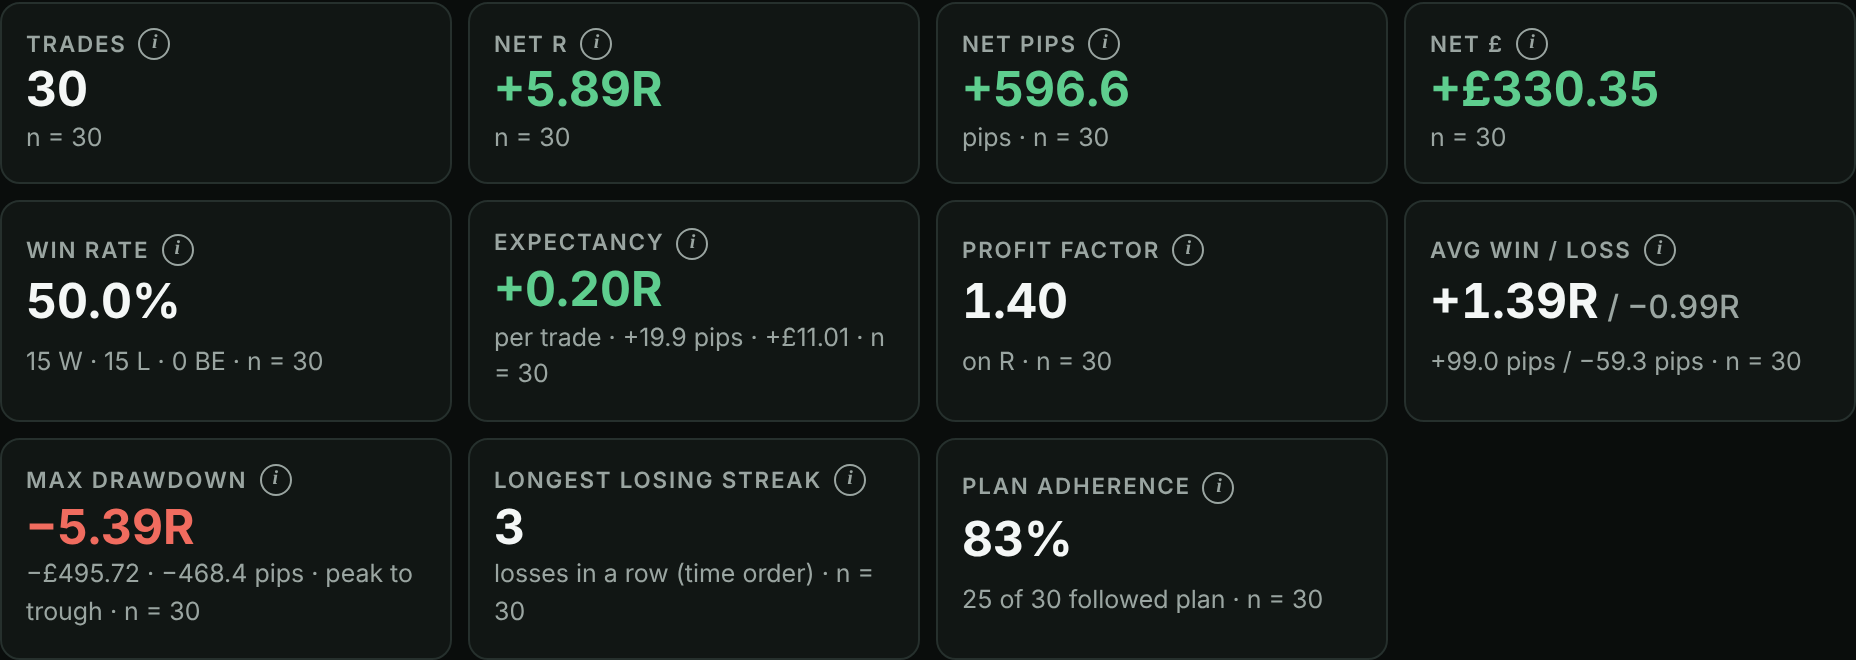 TRADES i
30
n = 30
NET R i
+5.89R
n = 30
NET PIPS i
+596.6
pips · n = 30
NET £ i
+£330.35
n = 30
WIN RATE i
50.0%
15 W · 15 L · 0 BE · n = 30
EXPECTANCY i
+0.20R
per trade · +19.9 pips · +£11.01 · n
= 30
PROFIT FACTOR i
1.40
on R · n = 30
AVG WIN / LOSS i
+1.39R / −0.99R
+99.0 pips / −59.3 pips · n = 30
MAX DRAWDOWN i
−5.39R
−£495.72 · −468.4 pips · peak to
trough · n = 30
LONGEST LOSING STREAK i
3
losses in a row (time order) · n =
30
PLAN ADHERENCE i
83%
25 of 30 followed plan · n = 30